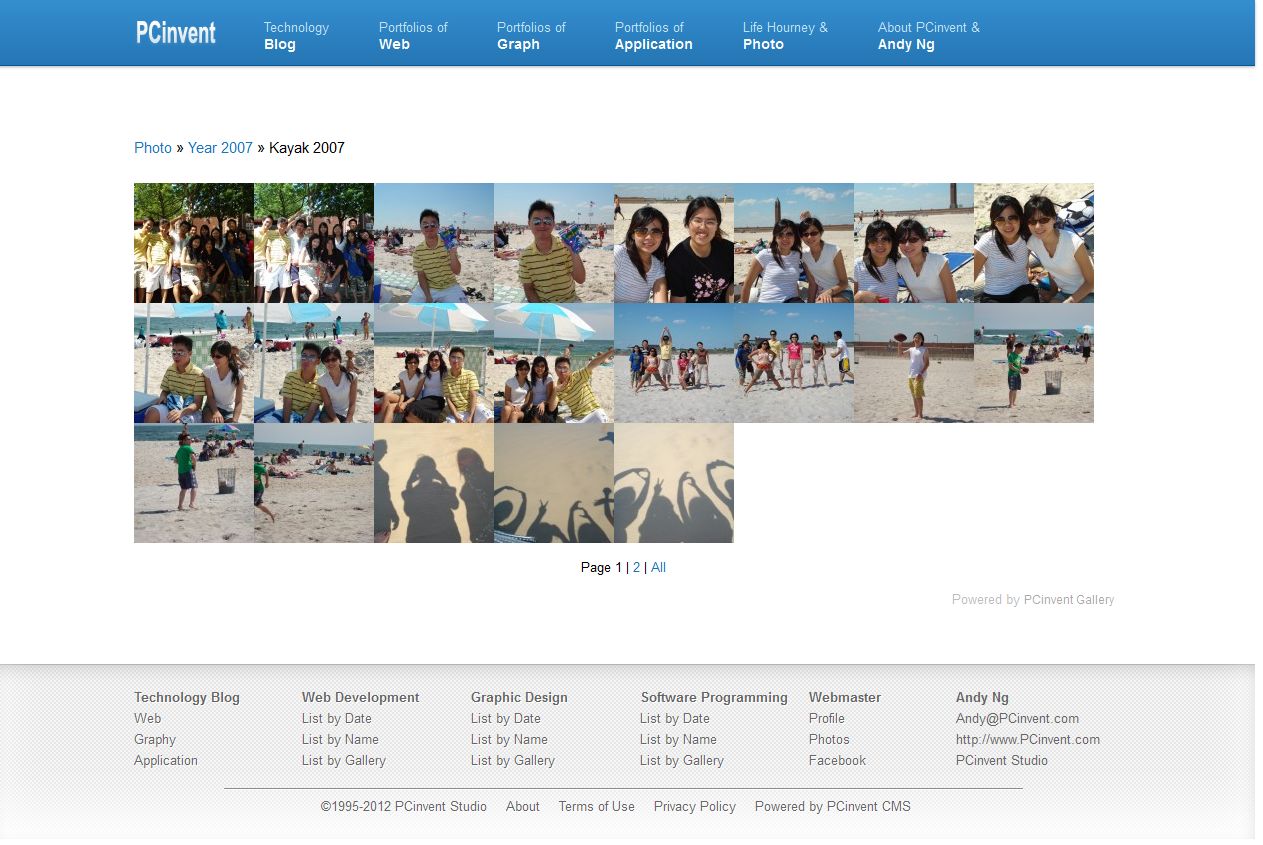 PCinvent
Technology Blog
Portfolios of Web
Portfolios of Graph
Portfolios of Application
Life Hourney & Photo
About PCinvent & Andy Ng
Photo » Year 2007 » Kayak 2007
Page 1 | 2 | All
Powered by PCinvent Gallery
Technology Blog
Web
Graphy
Application
Web Development
List by Date
List by Name
List by Gallery
Graphic Design
List by Date
List by Name
List by Gallery
Software Programming
List by Date
List by Name
List by Gallery
Webmaster
Profile
Photos
Facebook
Andy Ng
Andy@PCinvent.com
http://www.PCinvent.com
PCinvent Studio
©1995-2012 PCinvent Studio About Terms of Use Privacy Policy Powered by PCinvent CMS